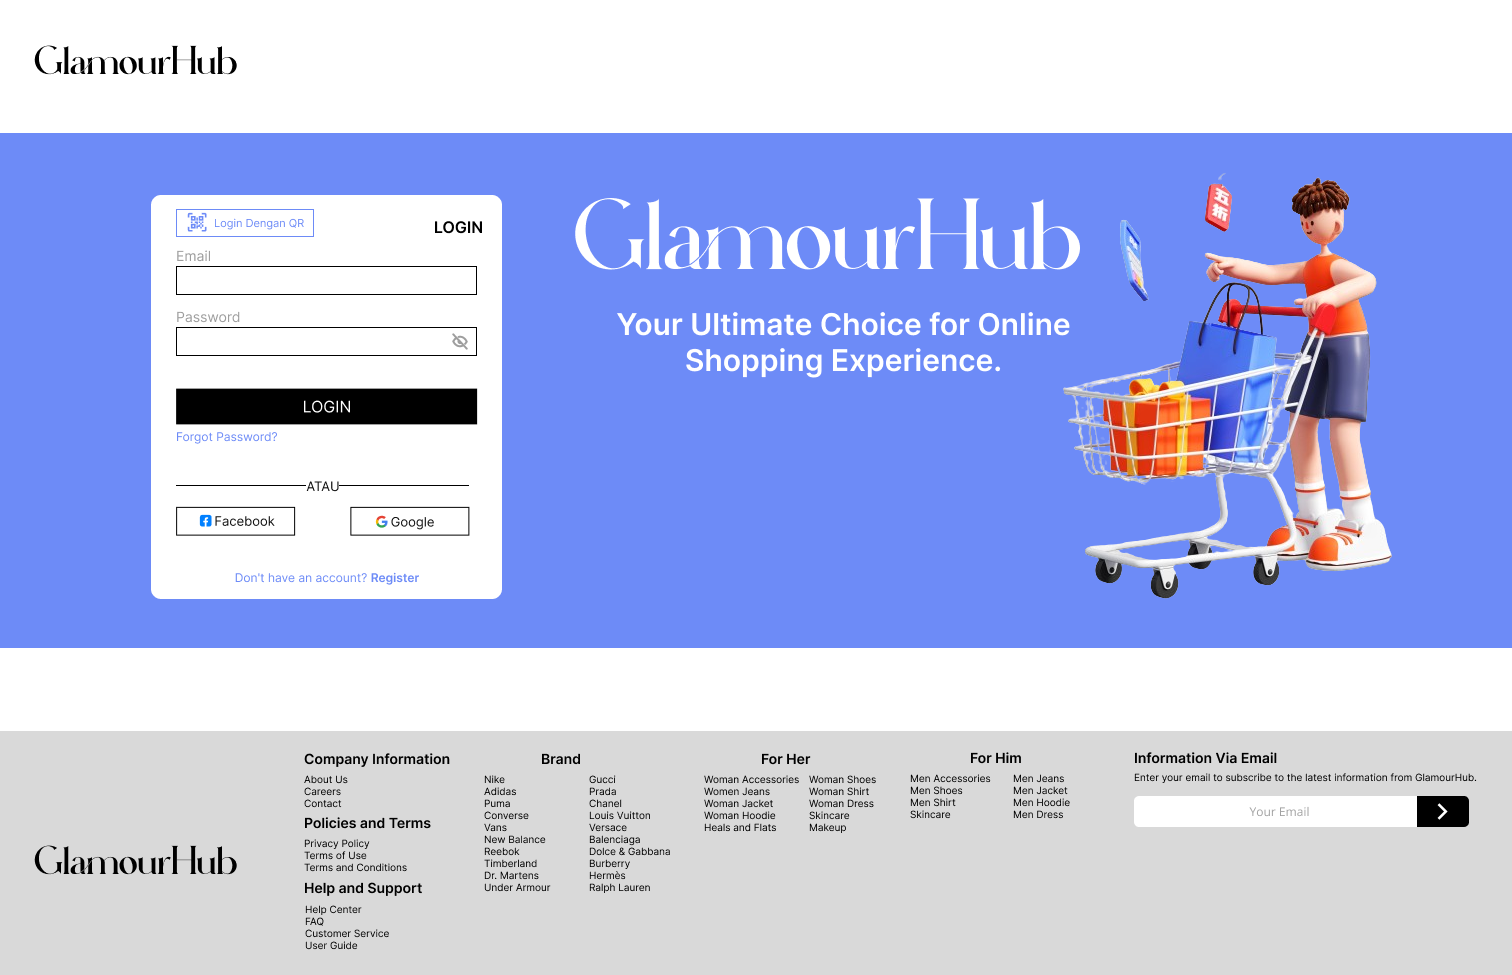 GlamourHub
Login Dengan QR
LOGIN
Email
Password
LOGIN
Forgot Password?
ATAU
Facebook
Google
Don't have an account? Register
GlamourHub
Your Ultimate Choice for Online
Shopping Experience.
五
折
GlamourHub
Company Information
About Us
Careers
Contact
Policies and Terms
Privacy Policy
Terms of Use
Terms and Conditions
Help and Support
Help Center
FAQ
Customer Service
User Guide
Brand
Nike
Adidas
Puma
Converse
Vans
New Balance
Reebok
Timberland
Dr. Martens
Under Armour
Gucci
Prada
Chanel
Louis Vuitton
Versace
Balenciaga
Dolce & Gabbana
Burberry
Hermès
Ralph Lauren
For Her
Woman Accessories
Women Jeans
Woman Jacket
Woman Hoodie
Heals and Flats
Woman Shoes
Woman Shirt
Woman Dress
Skincare
Makeup
For Him
Men Accessories
Men Shoes
Men Shirt
Skincare
Men Jeans
Men Jacket
Men Hoodie
Men Dress
Information Via Email
Enter your email to subscribe to the latest information from GlamourHub.
Your Email